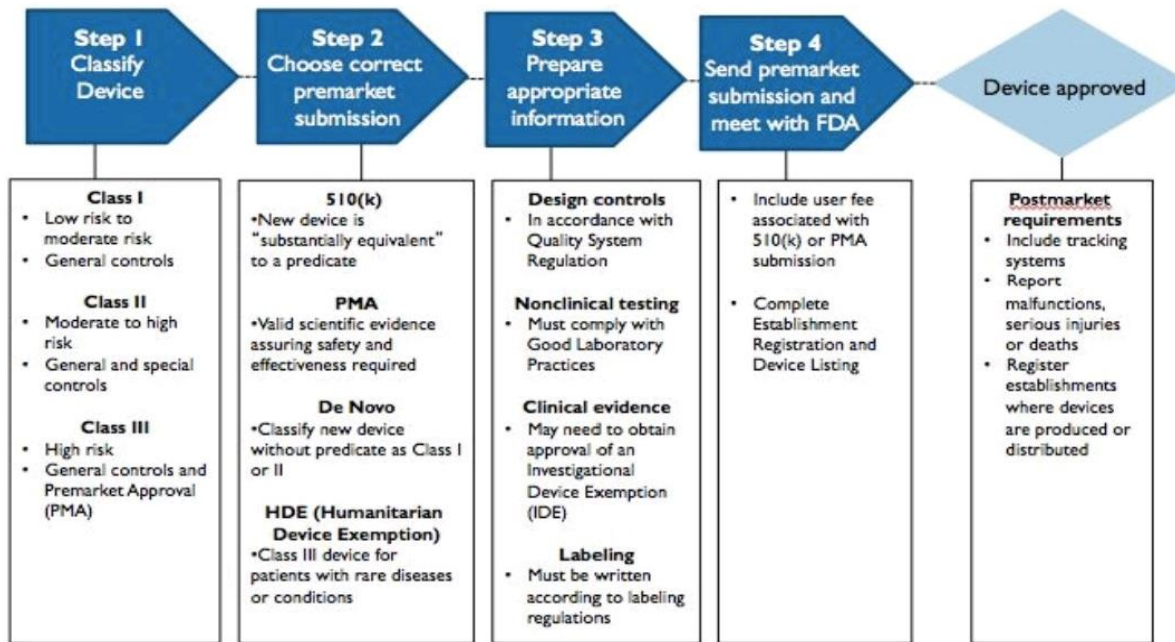 Step 1
Classify
Device
Step 2
Choose correct
premarket
submission
Step 3
Prepare
appropriate
information
Step 4
Send premarket
submission and
meet with FDA
Device approved
Class I
• Low risk to
moderate risk
• General controls
Class II
• Moderate to high
risk
• General and special
controls
Class III
• High risk
• General controls and
Premarket Approval
(PMA)
510(k)
•New device is
“substantially equivalent”
to a predicate
PMA
•Valid scientific evidence
assuring safety and
effectiveness required
De Novo
•Classify new device
without predicate as Class I
or II
HDE (Humanitarian
Device Exemption)
•Class III device for
patients with rare diseases
or conditions
Design controls
• In accordance with
Quality System
Regulation
Nonclinical testing
• Must comply with
Good Laboratory
Practices
Clinical evidence
• May need to obtain
approval of an
Investigational
Device Exemption
(IDE)
Labeling
• Must be written
according to labeling
regulations
• Include user fee
associated with
510(k) or PMA
submission
• Complete
Establishment
Registration and
Device Listing
Postmarket
requirements
• Include tracking
systems
• Report
malfunctions,
serious injuries
or deaths
• Register
establishments
where devices
are produced or
distributed